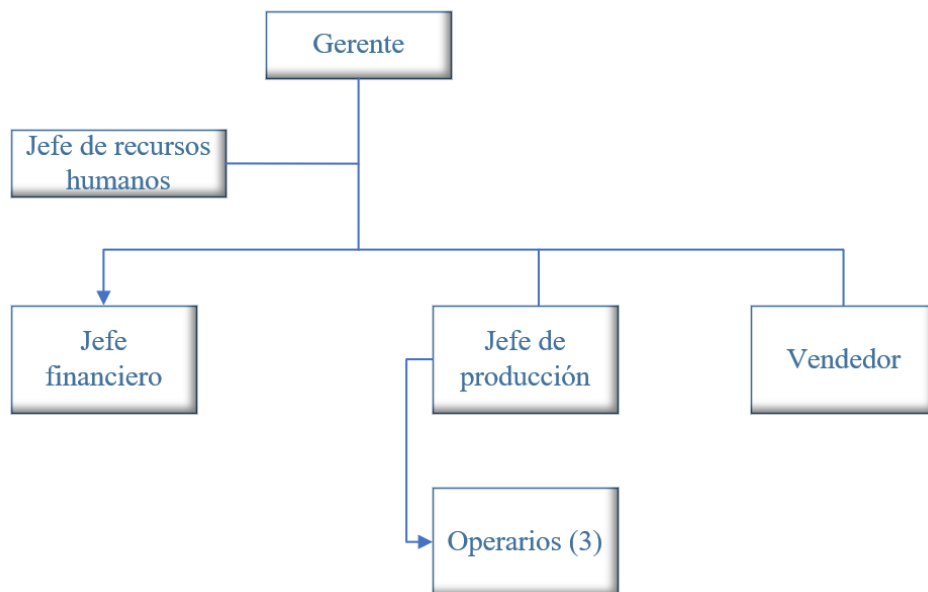 Gerente
Jefe de recursos
humanos
Jefe
financiero
Jefe de
producción
Vendedor
Operarios (3)